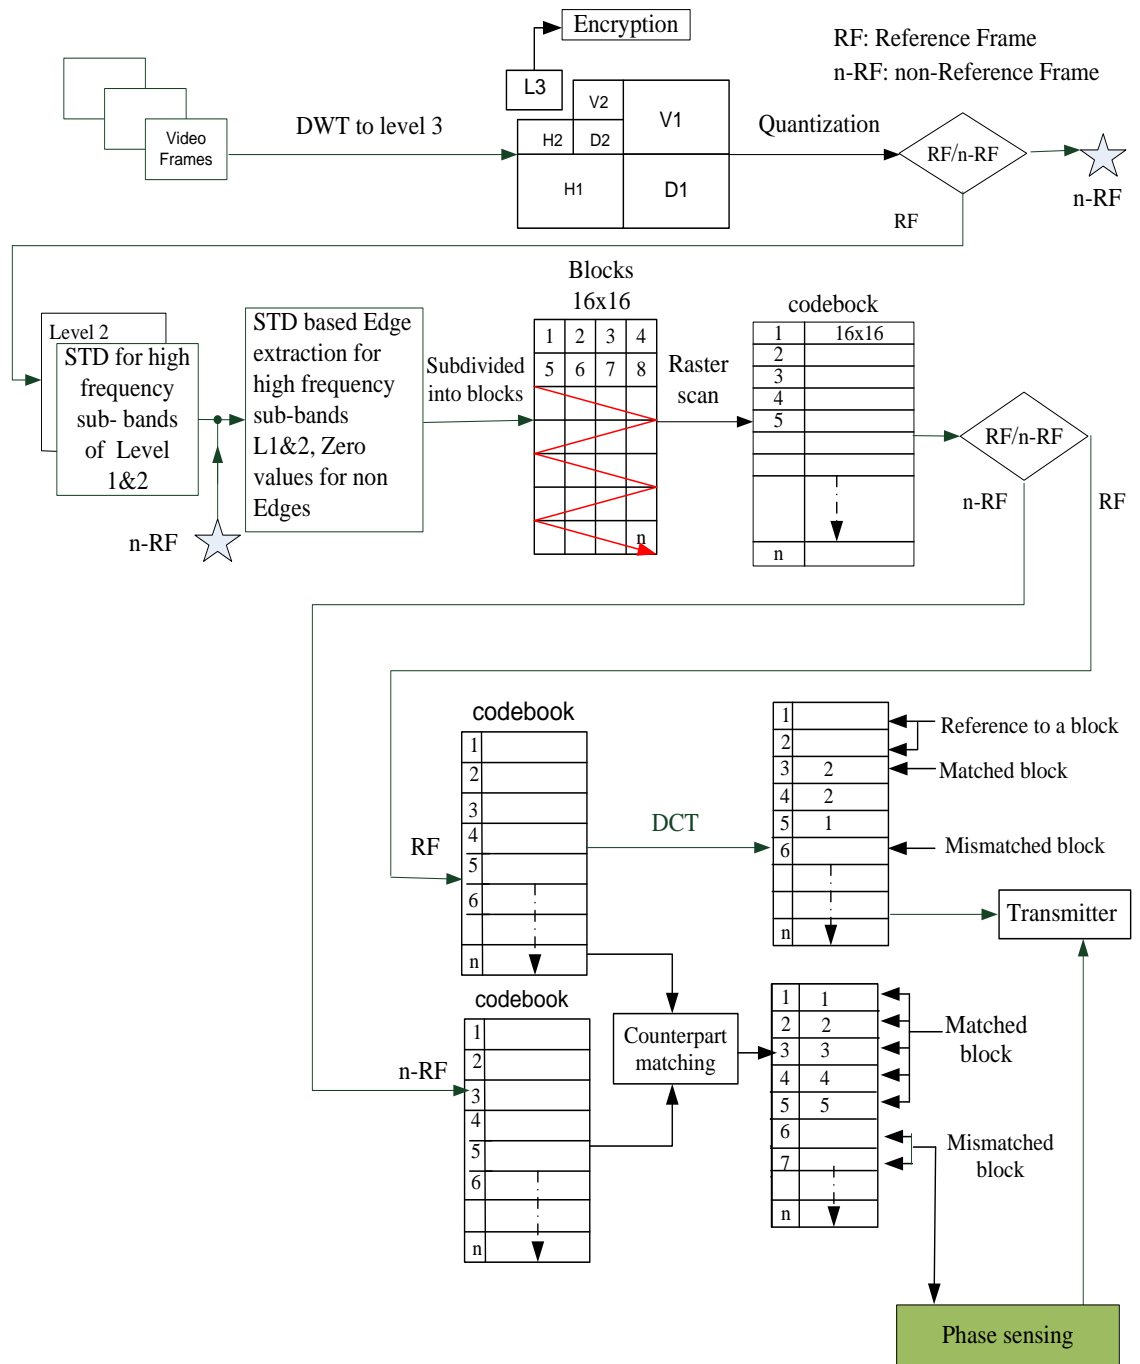 Encryption
RF: Reference Frame
n-RF: non-Reference Frame
L3
V2
V1
H2
D2
H1
D1
Video
Frames
DWT to level 3
Quantization
RF/n-RF
n-RF
RF
Blocks
16x16
codebock
Level 2
STD for high
frequency
sub- bands
of Level
1&2
n-RF
STD based Edge
extraction for
high frequency
sub-bands
L1&2, Zero
values for non
Edges
Subdivided
into blocks
1 2 3 4
5 6 7 8
n
Raster
scan
1 16x16
2
3
4
5
n
RF/n-RF
n-RF
RF
codebook
1
2
3
4
5
6
n
RF
DCT
1
2
3 2
4 2
5 1
6
n
Reference to a block
Matched block
Mismatched block
Transmitter
codebook
1
2
3
4
5
6
n
n-RF
Counterpart
matching
1 1
2 2
3 3
4 4
5 5
6
7
n
Matched
block
Mismatched
block
Phase sensing